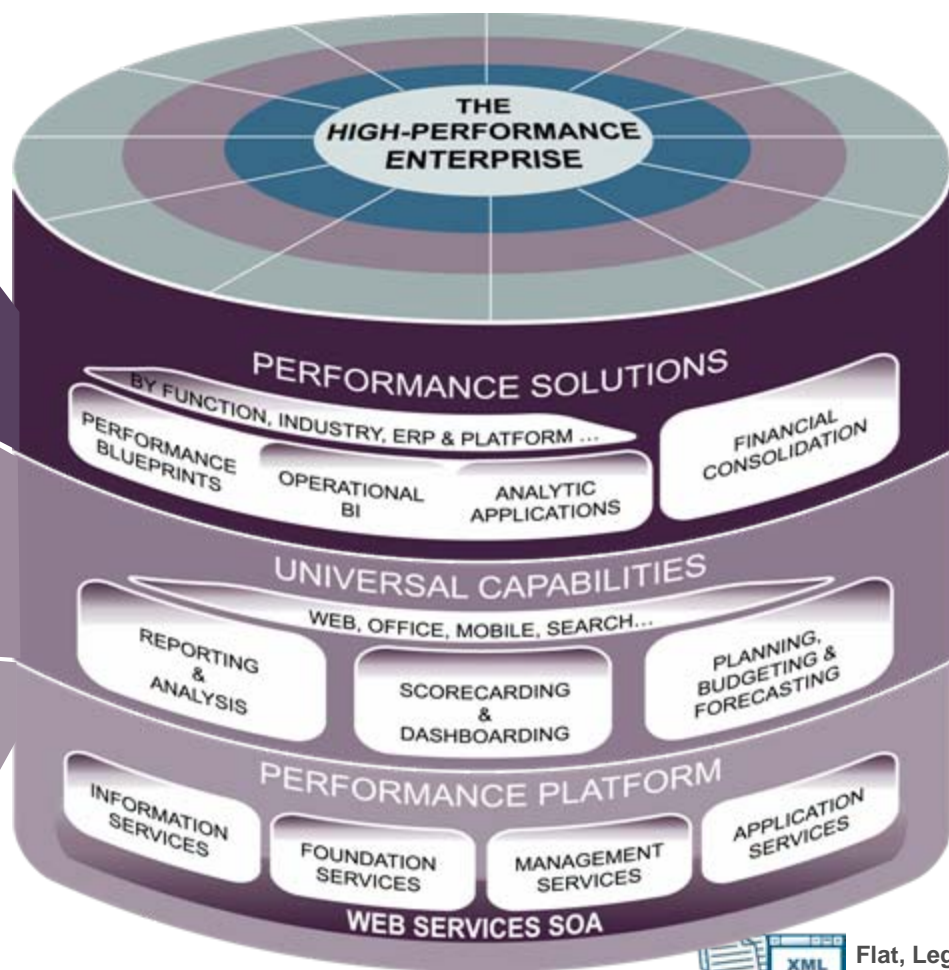 THE
HIGH-PERFORMANCE
ENTERPRISE
PERFORMANCE SOLUTIONS
BY FUNCTION, INDUSTRY, ERP & PLATFORM ...
PERFORMANCE
BLUEPRINTS
OPERATIONAL
BI
ANALYTIC
APPLICATIONS
FINANCIAL
CONSOLIDATION
UNIVERSAL CAPABILITIES
WEB, OFFICE, MOBILE, SEARCH...
REPORTING
&
ANALYSIS
SCORECARDING
&
DASHBOARDING
PLANNING,
BUDGETING &
FORECASTING
PERFORMANCE PLATFORM
INFORMATION
SERVICES
FOUNDATION
SERVICES
MANAGEMENT
SERVICES
APPLICATION
SERVICES
WEB SERVICES SOA
XML
Flat,